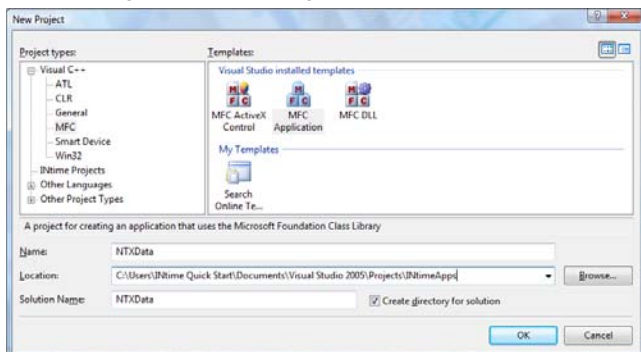 New Project
Project types:
Templates:
Visual C++
ATL
CLR
General
MFC
Smart Device
Win32
INtime Projects
Other Languages
Other Project Types
Visual Studio installed templates
MFC ActiveX Control
MFC Application
MFC DLL
My Templates
Search Online Te...
A project for creating an application that uses the Microsoft Foundation Class Library
Name:
NTXData
Location:
C:\Users\INtime Quick Start\Documents\Visual Studio 2005\Projects\INtimeApps
Browse...
Solution Name:
NTXData
Create directory for solution
OK
Cancel